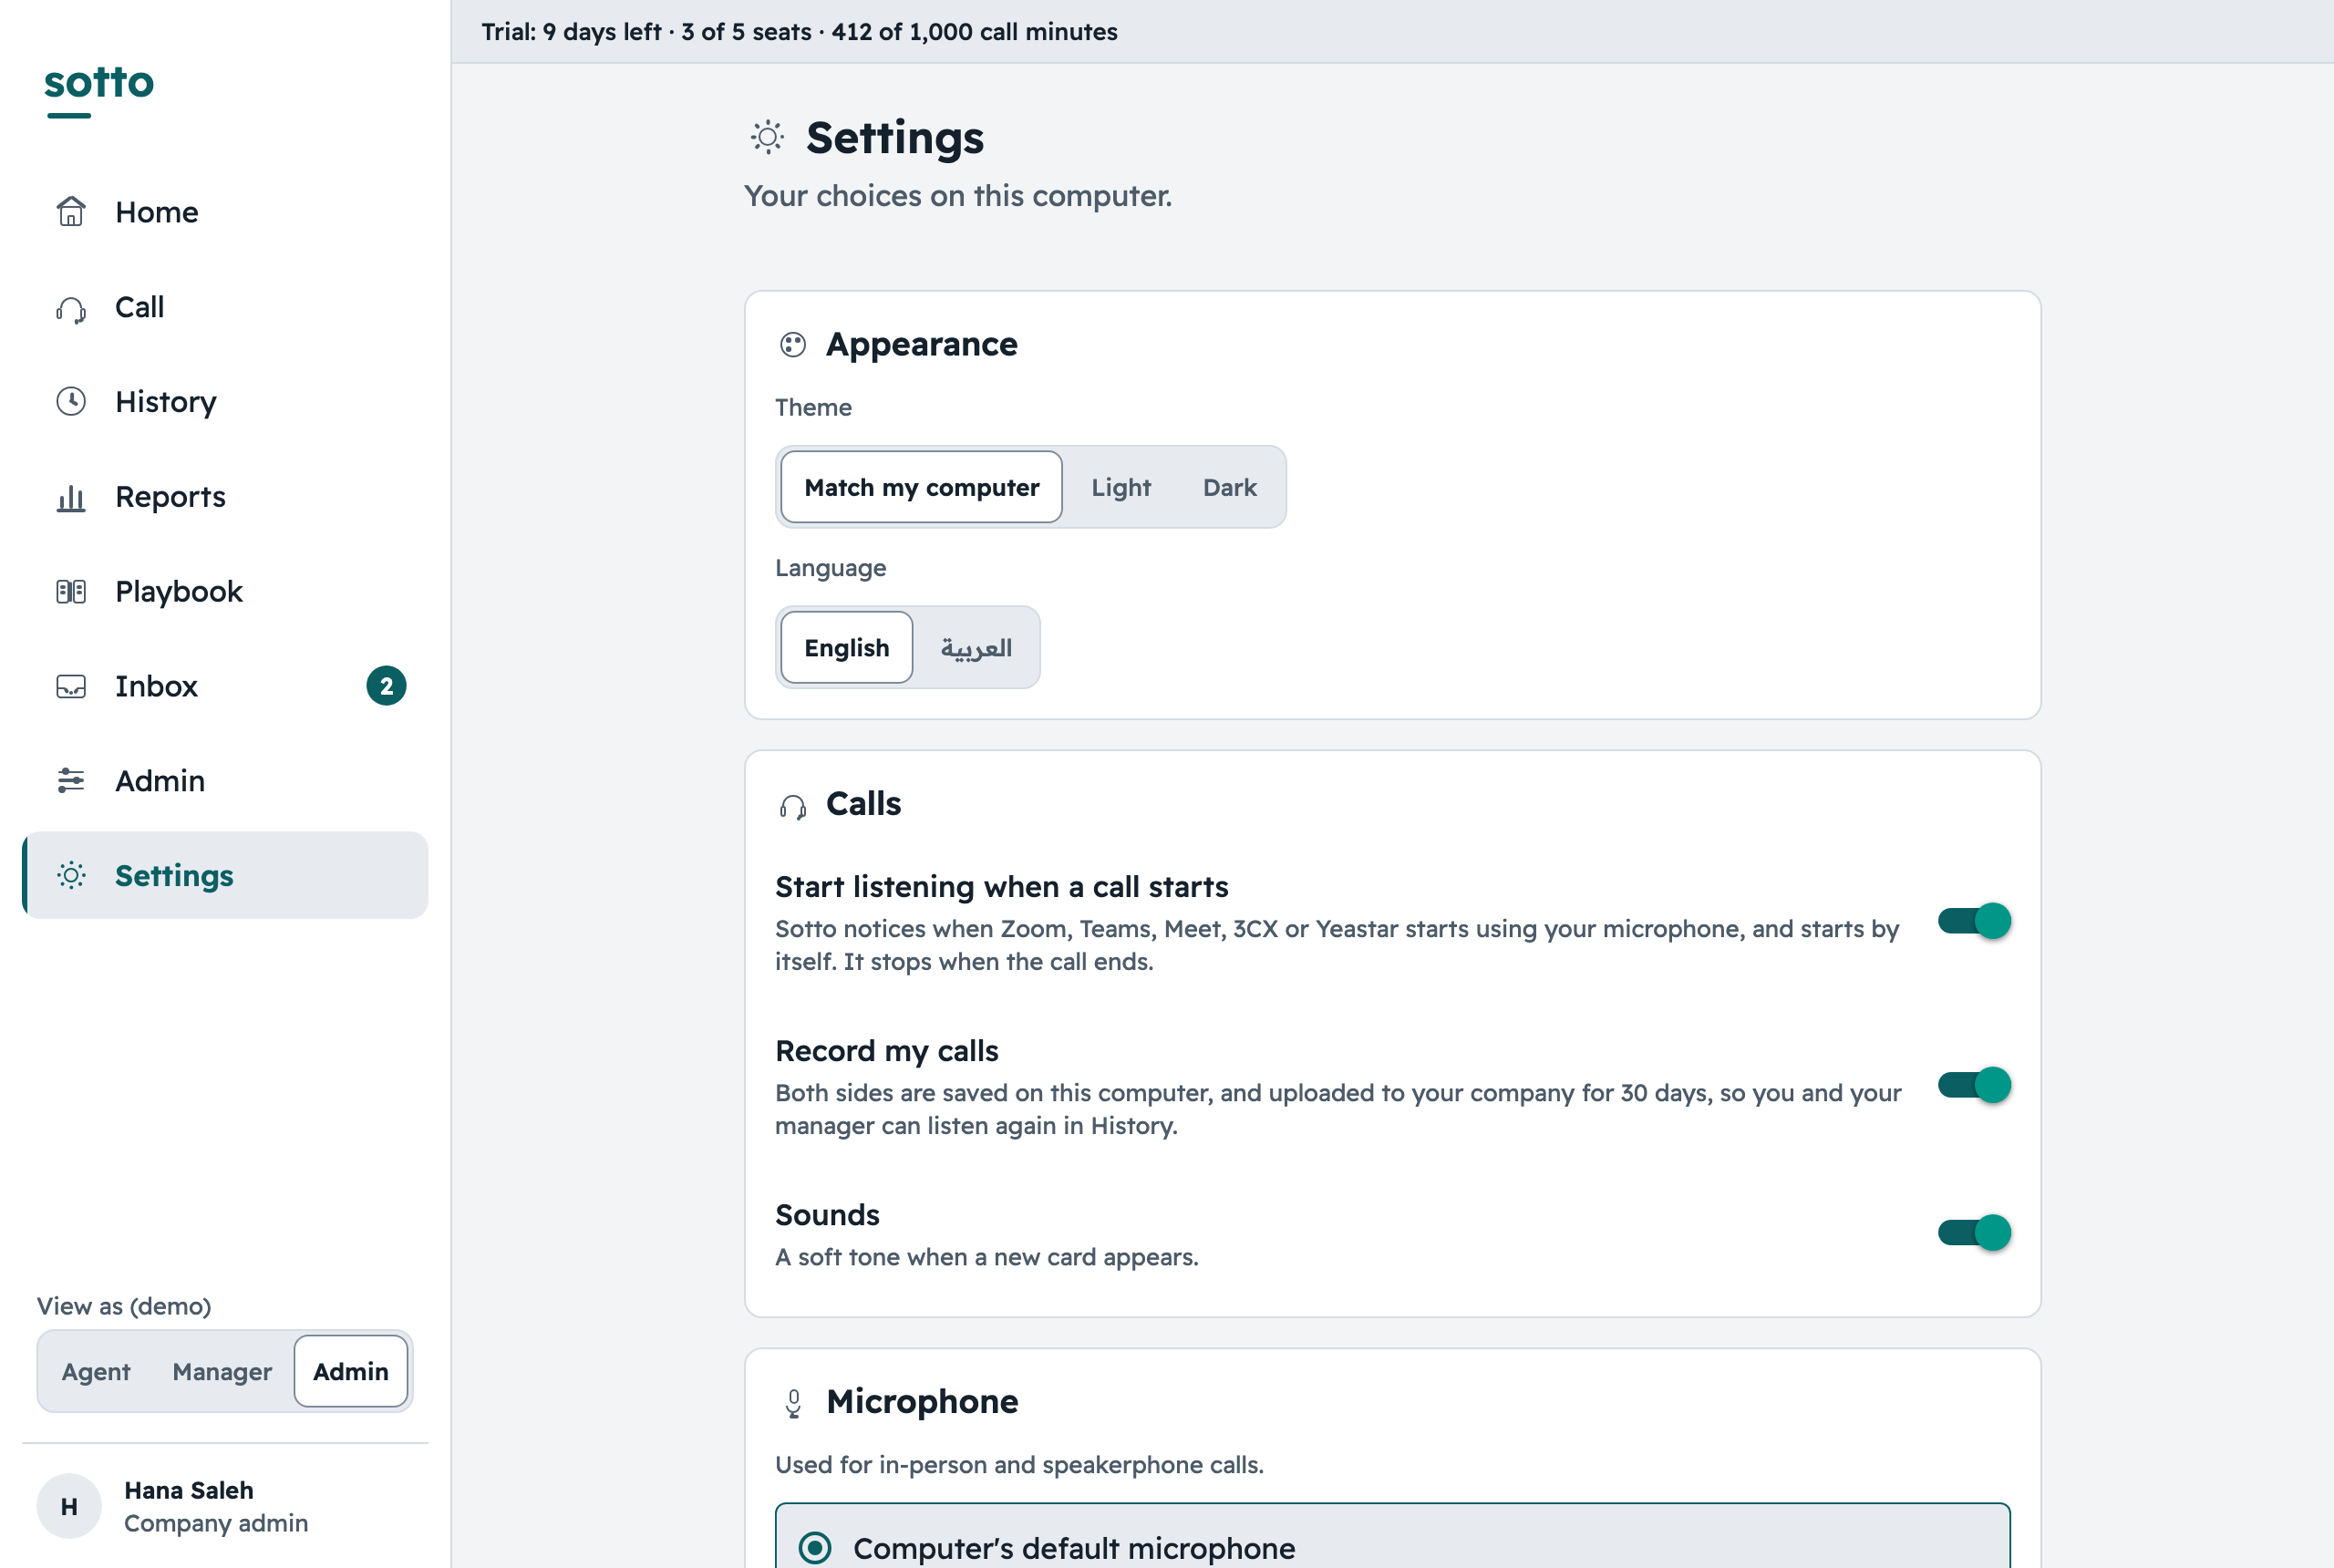 sotto
Home
Call
History
Reports
Playbook
Inbox
2
Admin
Settings
View as (demo)
Agent
Manager
Admin
H
Hana Saleh
Company admin
Trial: 9 days left · 3 of 5 seats · 412 of 1,000 call minutes
Settings
Your choices on this computer.
Appearance
Theme
Match my computer
Light
Dark
Language
English
العربية
Calls
Start listening when a call starts
Sotto notices when Zoom, Teams, Meet, 3CX or Yeastar starts using your microphone, and starts by
itself. It stops when the call ends.
Record my calls
Both sides are saved on this computer, and uploaded to your company for 30 days, so you and your
manager can listen again in History.
Sounds
A soft tone when a new card appears.
Microphone
Used for in-person and speakerphone calls.
Computer's default microphone